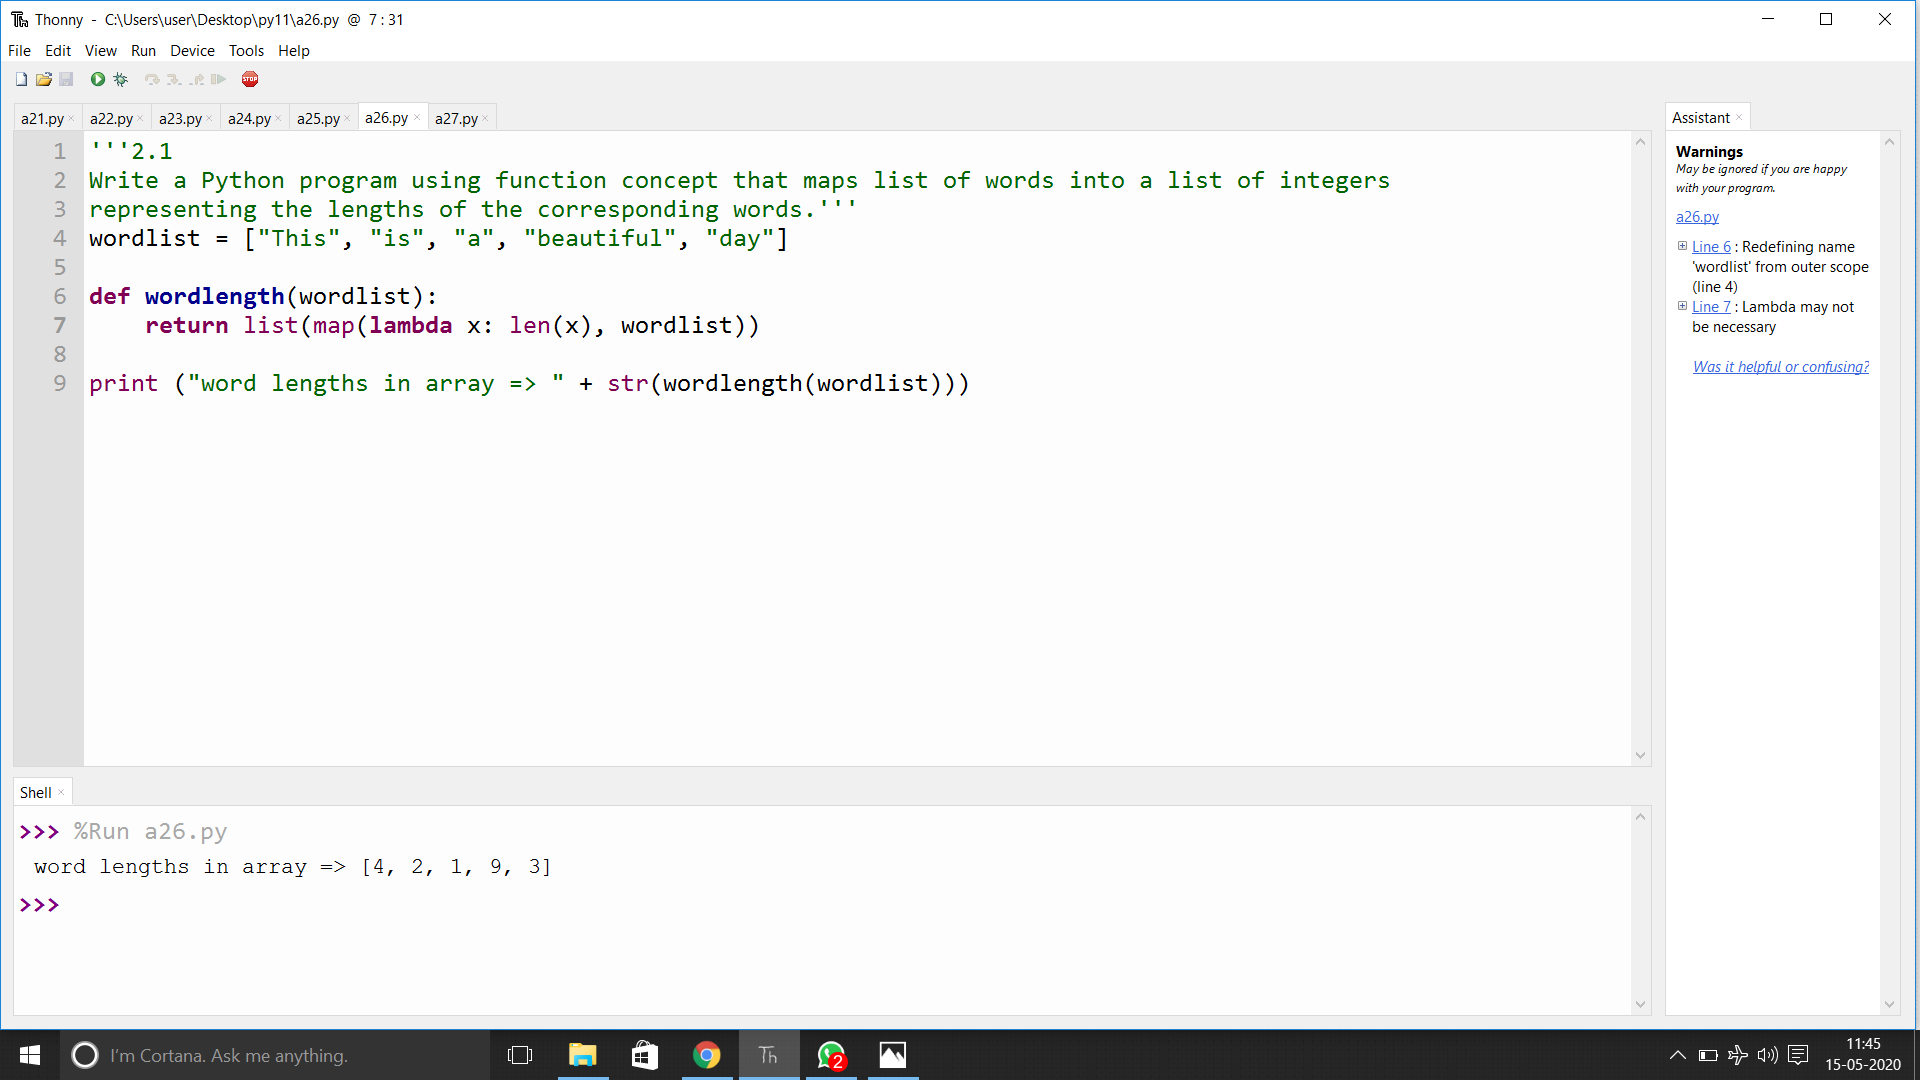 Thonny - C:\Users\user\Desktop\py11\a26.py @ 7 : 31
File Edit View Run Device Tools Help
STOP
a21.py a22.py a23.py a24.py a25.py a26.py a27.py
1 '''2.1
2 Write a Python program using function concept that maps list of words into a list of integers
3 representing the lengths of the corresponding words.'''
4 wordlist = ["This", "is", "a", "beautiful", "day"]
5
6 def wordlength(wordlist):
7     return list(map(lambda x: len(x), wordlist))
8
9 print ("word lengths in array => " + str(wordlength(wordlist)))
Shell
>>> %Run a26.py
word lengths in array => [4, 2, 1, 9, 3]
>>>
Assistant
Warnings
May be ignored if you are happy
with your program.
a26.py
Line 6 : Redefining name
'wordlist' from outer scope
(line 4)
Line 7 : Lambda may not
be necessary
Was it helpful or confusing?
I'm Cortana. Ask me anything.
Th
2
11:45
15-05-2020